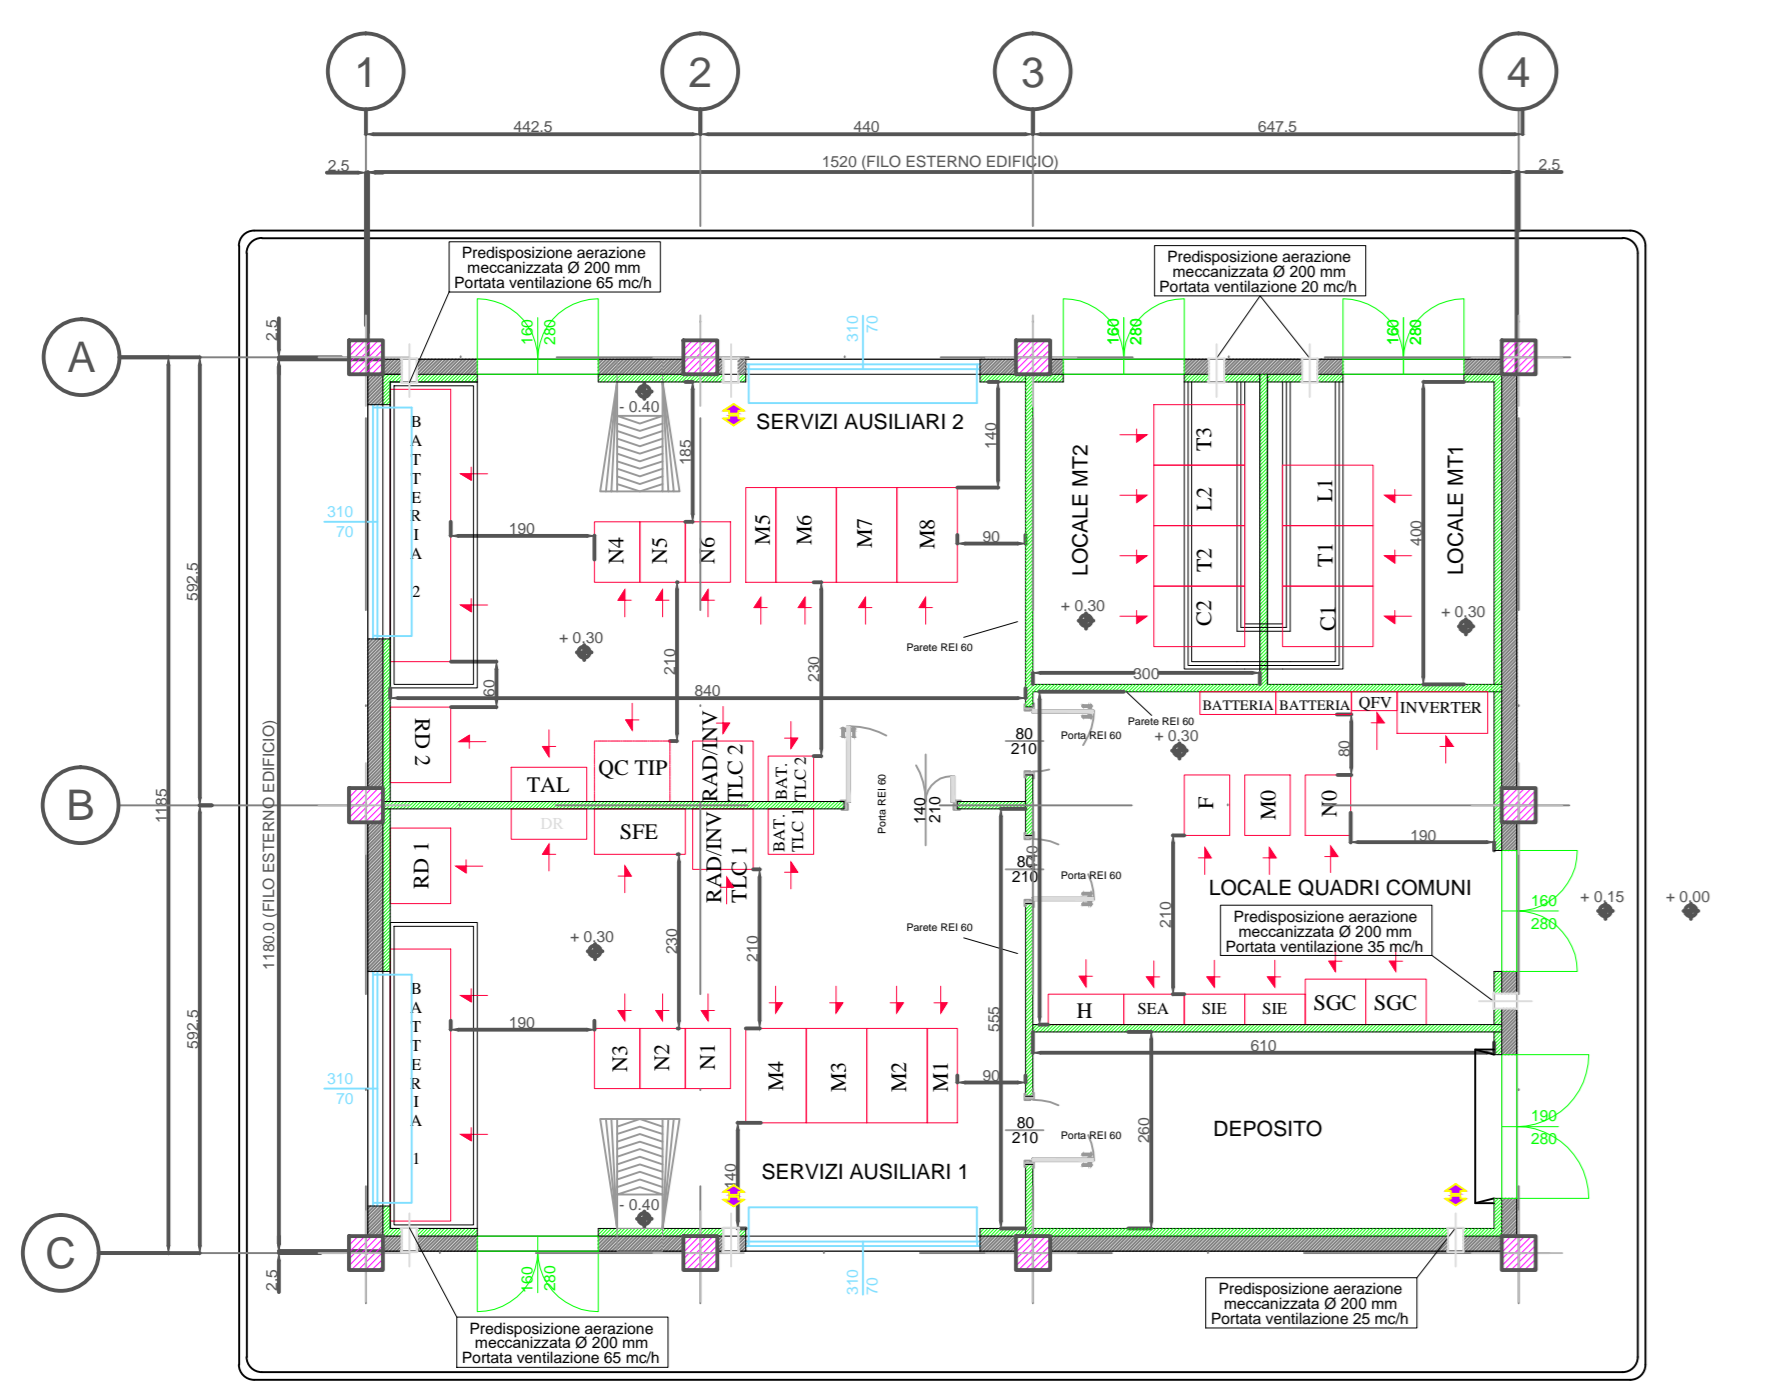 1
2
3
4
442.5
440
647.5
2.5
1520 (FILO ESTERNO EDIFICIO)
2.5
Predisposizione aerazione
meccanizzata Ø 200 mm
Portata ventilazione 65 mc/h
Predisposizione aerazione
meccanizzata Ø 200 mm
Portata ventilazione 20 mc/h
2.5
160
280
310
70
160
280
160
280
A
- 0.40
SERVIZI AUSILIARI 2
185
140
BATTERIA 2
310
70
190
N4
N5
N6
M5
M6
M7
M8
90
LOCALE MT2
T3
L2
T2
C2
L1
T1
C1
400
LOCALE MT1
+ 0,30
+ 0,30
+ 0,30
592.5
Parete REI 60
210
230
60
840
300
RD 2
TAL
QC TIP
RAD/INV
TLC 2
BAT.
TLC 2
80
210
Porta REI 60
Parete REI 60
+ 0,30
BATTERIA
BATTERIA
QFV
INVERTER
80
B
1185
1180.0 (FILO ESTERNO EDIFICIO)
DR
SFE
RAD/INV
TLC 1
BAT.
TLC 1
Porta REI 60
140
210
F
M0
N0
190
RD 1
80
210
Porta REI 60
LOCALE QUADRI COMUNI
160
280
+ 0,15
+ 0,00
Predisposizione aerazione
meccanizzata Ø 200 mm
Portata ventilazione 35 mc/h
210
+ 0,30
230
210
Parete REI 60
555
H
SEA
SIE
SIE
SGC
SGC
BATTERIA 1
592.5
190
N3
N2
N1
M4
M3
M2
M1
90
610
310
70
80
210
Porta REI 60
260
DEPOSITO
190
280
140
SERVIZI AUSILIARI 1
- 0.40
C
2.5
160
280
310
70
Predisposizione aerazione
meccanizzata Ø 200 mm
Portata ventilazione 25 mc/h
Predisposizione aerazione
meccanizzata Ø 200 mm
Portata ventilazione 65 mc/h